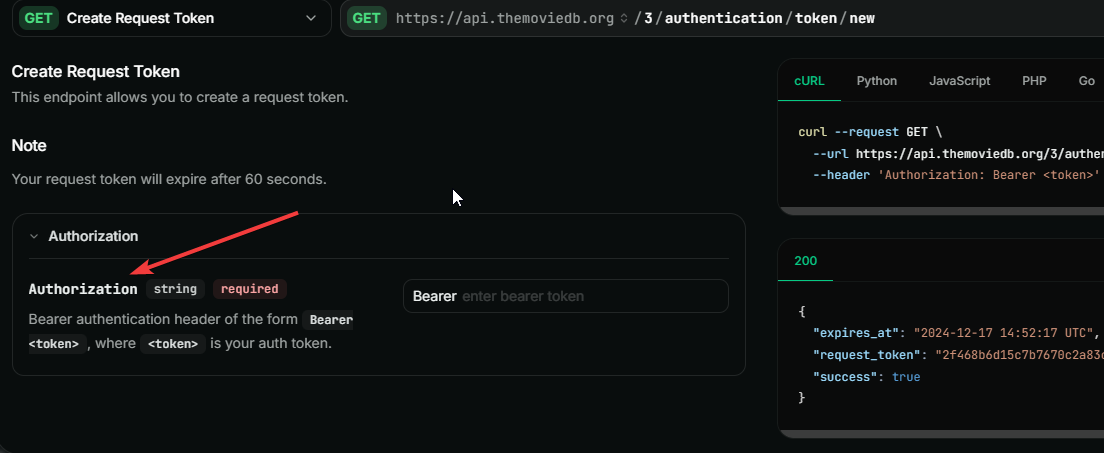 GET Create Request Token
GET https://api.themoviedb.org /3/authentication/token/new
Create Request Token
This endpoint allows you to create a request token.
Note
Your request token will expire after 60 seconds.
Authorization
Authorization string required
Bearer authentication header of the form Bearer
<token>, where <token> is your auth token.
Bearer enter bearer token
cURL Python JavaScript PHP Go
curl --request GET \
--url https://api.themoviedb.org/3/authen
--header 'Authorization: Bearer <token>'
200
{
"expires_at": "2024-12-17 14:52:17 UTC",
"request_token": "2f468b6d15c7b7670c2a83c
"success": true
}